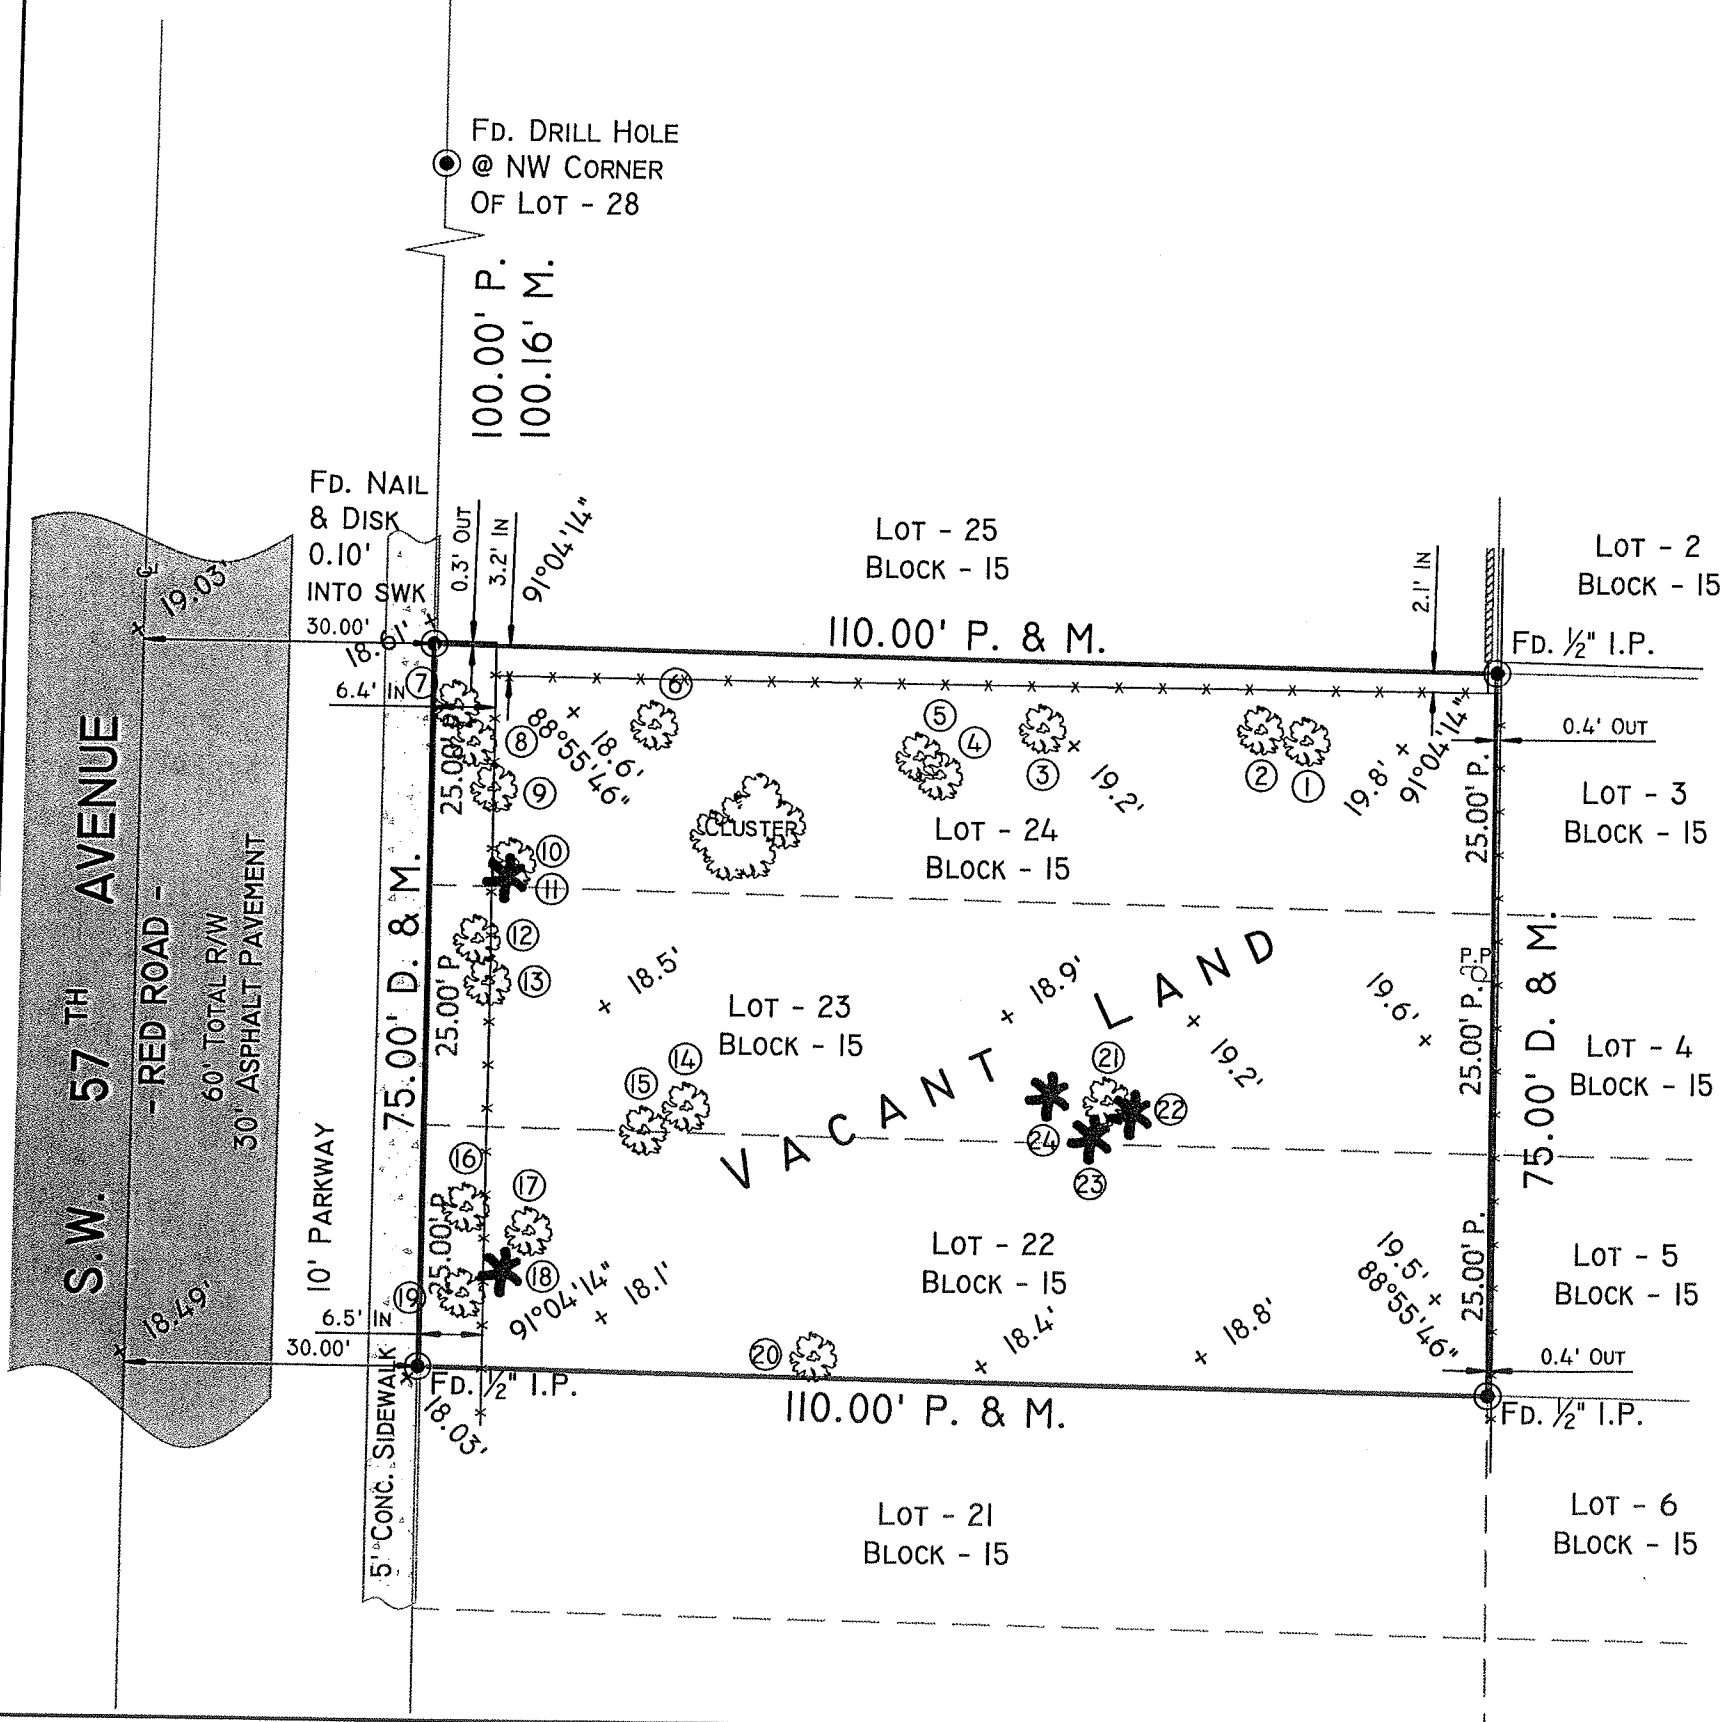 FD. DRILL HOLE
@ NW CORNER
OF LOT - 28
100.00' P.
100.16' M.
FD. NAIL
& DISK
0.10'
INTO SWK
0.3' OUT
3.2' IN
91°04'14"
LOT - 25
BLOCK - 15
2.1' IN
LOT - 2
BLOCK - 15
19.03'
30.00'
18.61'
110.00' P. & M.
FD. 1/2" I.P.
7
6.4' IN
6
5
4
3
2
1
88°55'46"
18.6'
8
9
25.00' P.
19.2'
19.8'
91°04'14"
0.4' OUT
25.00' P.
LOT - 3
BLOCK - 15
CLUSTER
LOT - 24
BLOCK - 15
10
11
12
13
S.W. 57 TH AVENUE
- RED ROAD -
60' TOTAL R/W
30' ASPHALT PAVEMENT
75.00' D. & M.
25.00' P.
18.5'
LOT - 23
BLOCK - 15
18.9'
VACANT LAND
19.6'
P.P.
25.00' P.
75.00' D. & M.
19.2'
LOT - 4
BLOCK - 15
14
15
21
22
24
23
10' PARKWAY
16
17
18
19
25.00' P.
91°04'14"
18.1'
LOT - 22
BLOCK - 15
19.5'
88°55'46"
25.00' P.
LOT - 5
BLOCK - 15
18.49'
6.5' IN
30.00'
20
18.4'
18.8'
0.4' OUT
FD. 1/2" I.P.
18.03'
110.00' P. & M.
FD. 1/2" I.P.
5' CONC. SIDEWALK
LOT - 21
BLOCK - 15
LOT - 6
BLOCK - 15